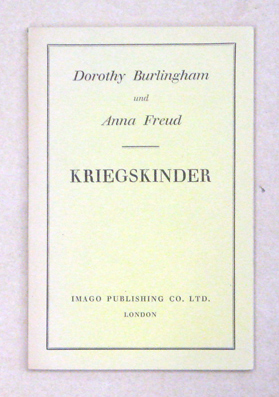 Dorothy Burlingham
und
Anna Freud
KRIEGSKINDER
IMAGO PUBLISHING CO. LTD.
LONDON